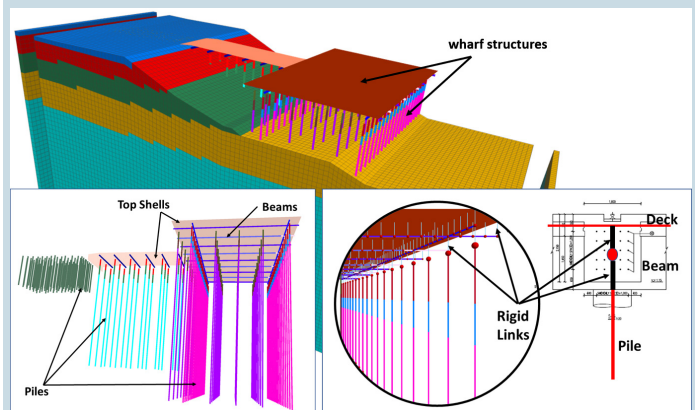 wharf structures
Top Shells
Beams
Piles
Deck
Beam
Rigid
Links
Pile